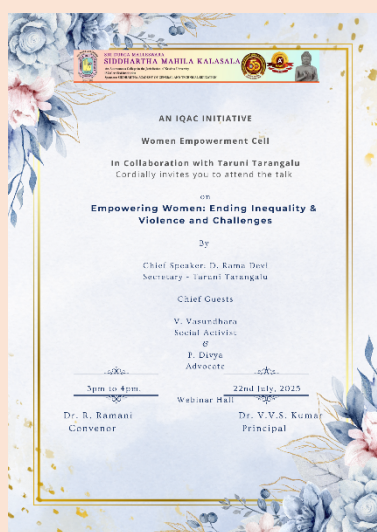 SRI DURGA MALLESWARA
SIDDHARTHA MAHILA KALASALA
AN IQAC INITIATIVE
Women Empowerment Cell
In Collaboration with Taruni Tarangalu
Cordially invites you to attend the talk
on
Empowering Women: Ending Inequality &
Violence and Challenges
By
Chief Speaker: D. Rama Devi
Secretary - Taruni Tarangalu
Chief Guests
V. Vasundhara
Social Activist
&
P. Divya
Advocate
3pm to 4pm. 22nd July, 2025
Webinar Hall
Dr. R. Ramani Dr. V.V.S. Kumar
Convenor Principal